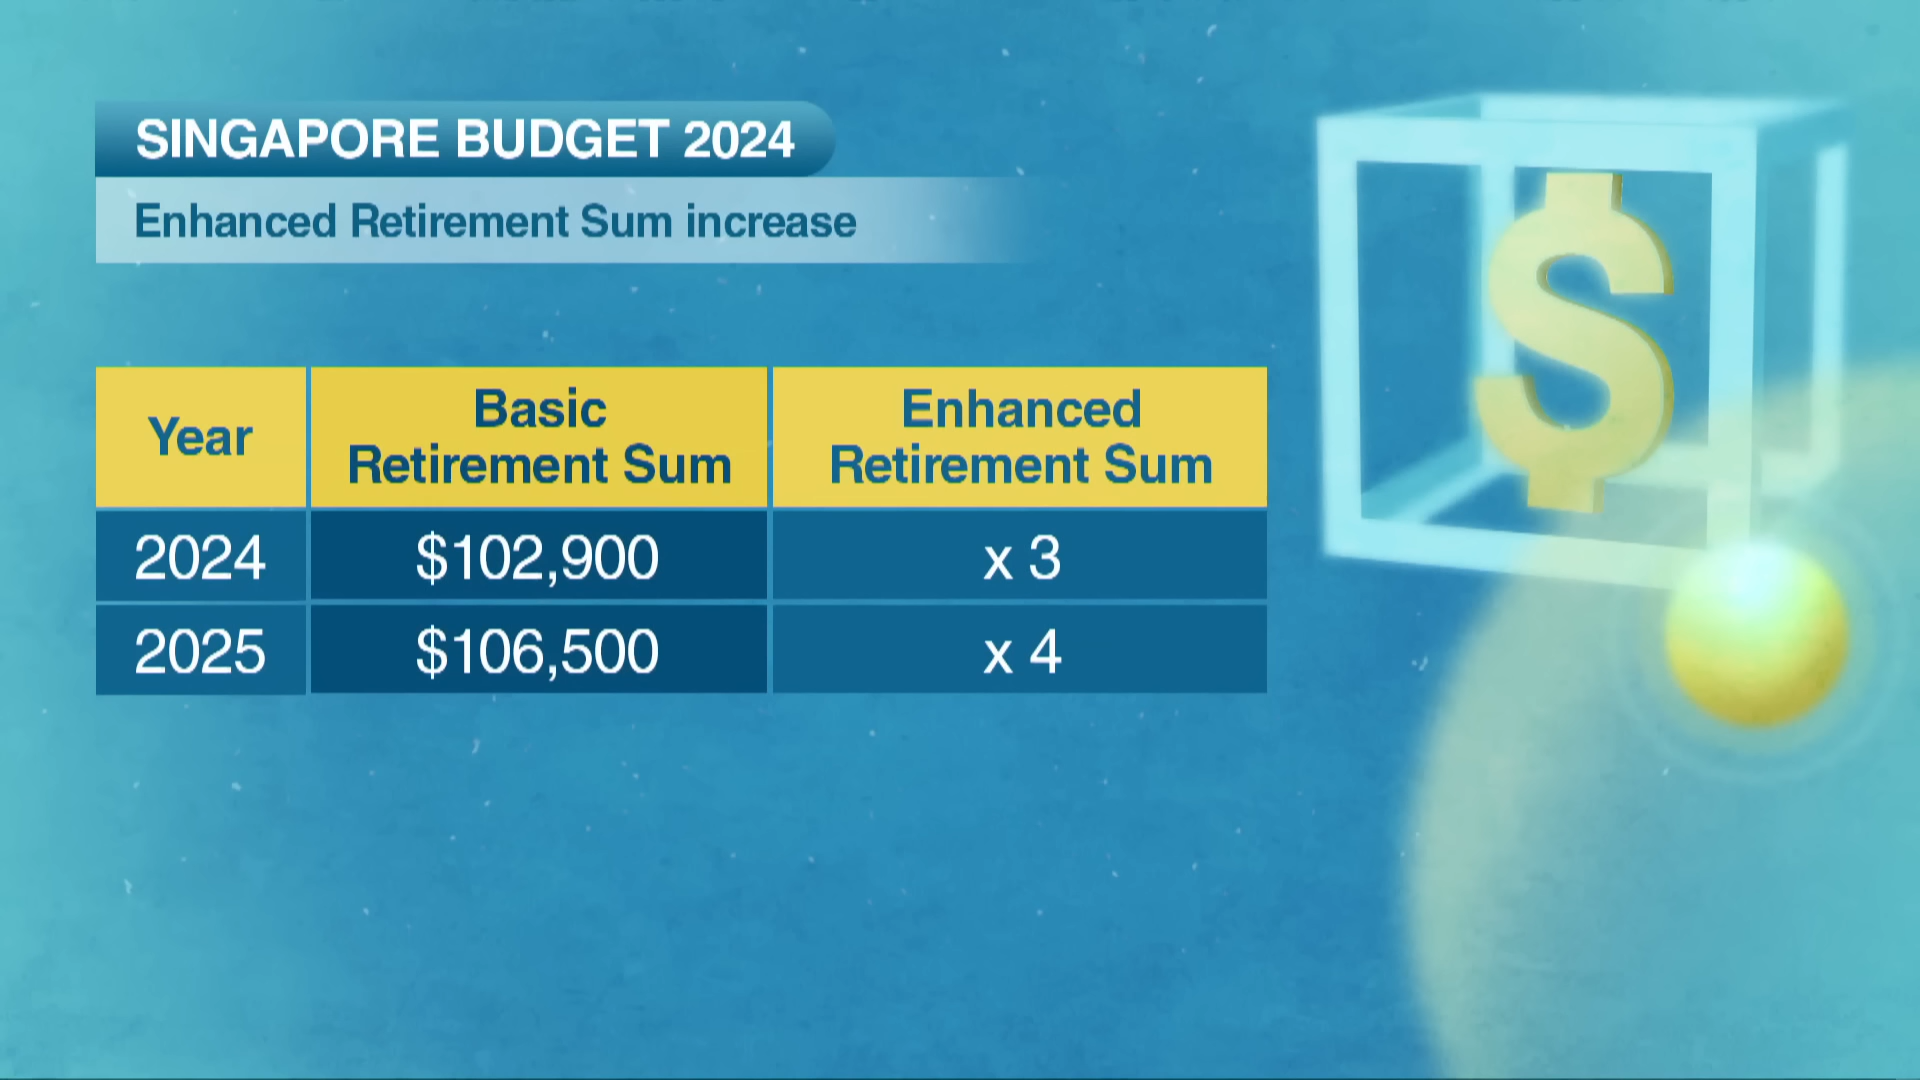 SINGAPORE BUDGET 2024
Enhanced Retirement Sum increase
Year
Basic
Retirement Sum
Enhanced
Retirement Sum
2024 $102,900 x 3
2025 $106,500 x 4